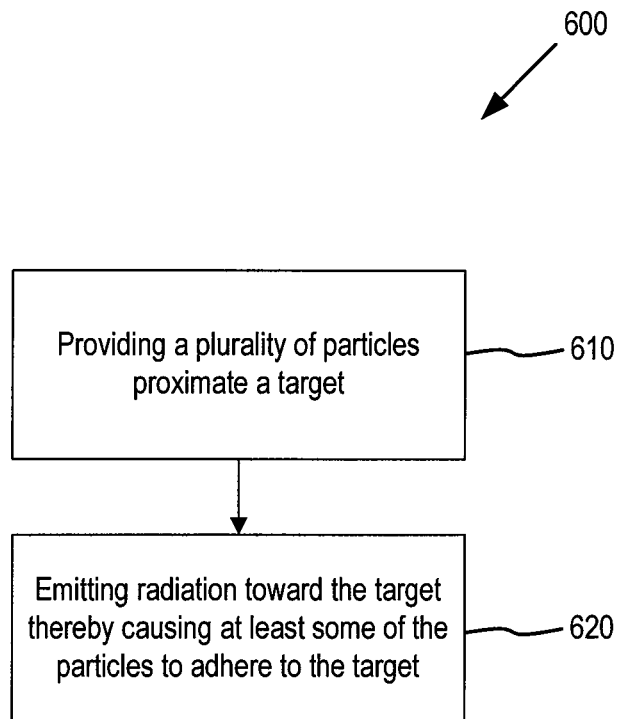 600
Providing a plurality of particles
proximate a target
610
Emitting radiation toward the target
thereby causing at least some of the
particles to adhere to the target
620